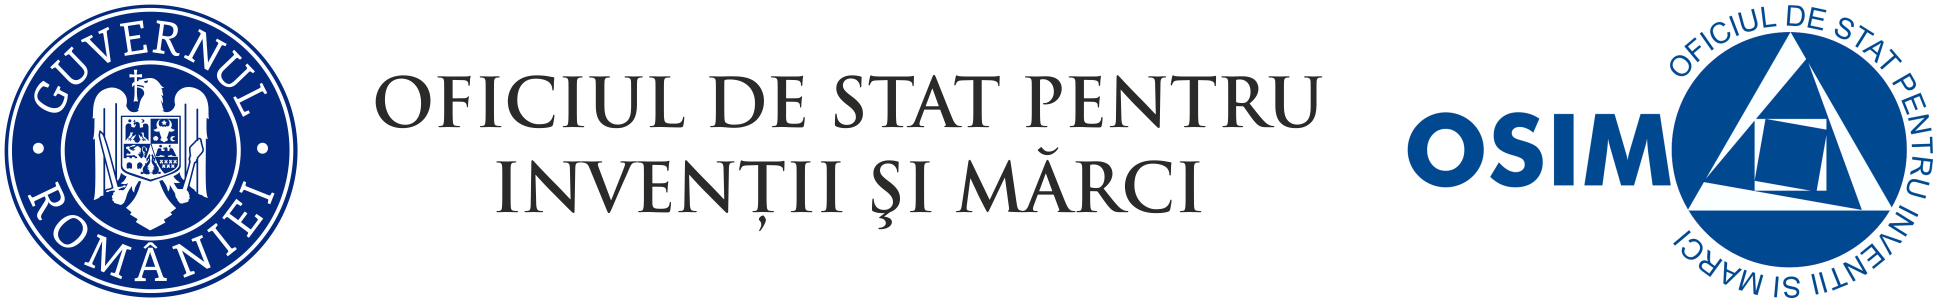 GUVERNUL
ROMÂNIEI
OFICIUL DE STAT PENTRU
INVENȚII ŞI MĂRCI
OSIM
OFICIUL DE STAT PENTRU INVENTII SI MARCI